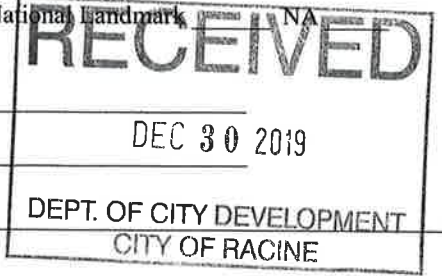 National Landmark NA
RECEIVED
DEC 30 2019
DEPT. OF CITY DEVELOPMENT
CITY OF RACINE